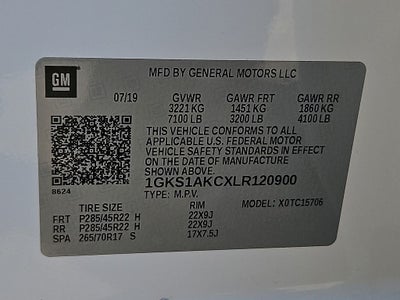 GM
MFD BY GENERAL MOTORS LLC
07/19 GVWR GAWR FRT GAWR RR
3221 KG 1451 KG 1860 KG
7100 LB 3200 LB 4100 LB
THIS VEHICLE CONFORMS TO ALL
APPLICABLE U.S. FEDERAL MOTOR
VEHICLE SAFETY STANDARDS IN EFFECT
ON THE DATE OF MANUFACTURE SHOWN ABOVE.
8624
1GKS1AKCXLR120900
TYPE: M.P.V. MODEL: X0TC15706
TIRE SIZE RIM
FRT P285/45R22 H 22X9J
RR P285/45R22 H 22X9J
SPA 265/70R17 S 17X7.5J